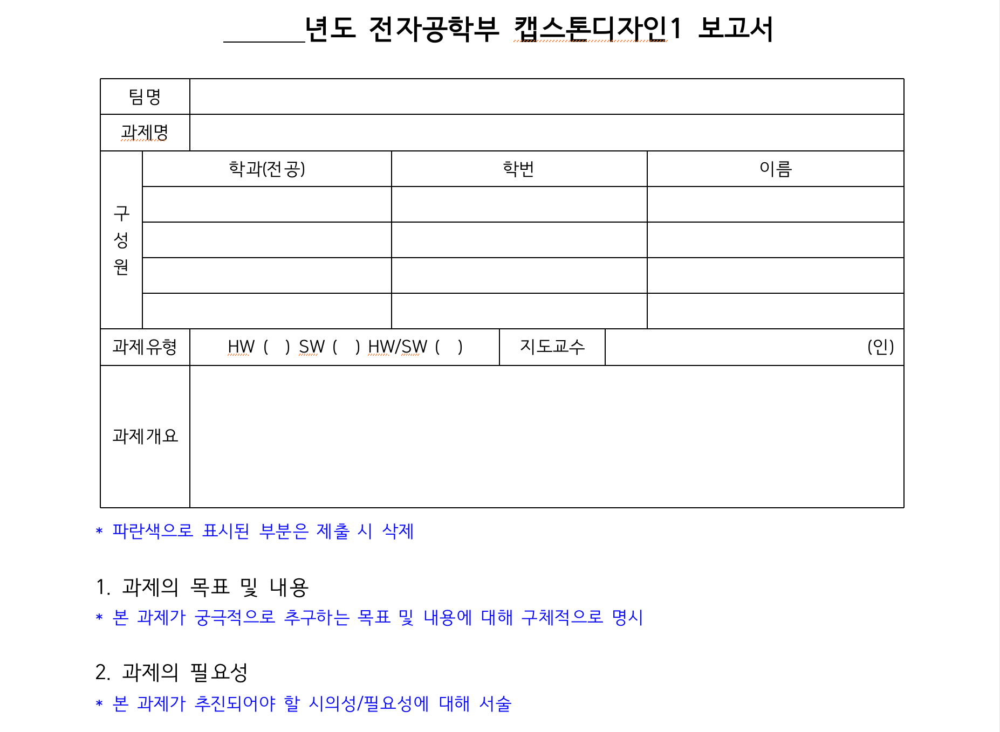 ______년도 전자공학부 캡스톤디자인1 보고서
팀명
과제명
학과(전공) 학번 이름
구
성
원
과제유형 HW ( ) SW ( ) HW/SW ( ) 지도교수 (인)
과제개요
* 파란색으로 표시된 부분은 제출 시 삭제
1. 과제의 목표 및 내용
* 본 과제가 궁극적으로 추구하는 목표 및 내용에 대해 구체적으로 명시
2. 과제의 필요성
* 본 과제가 추진되어야 할 시의성/필요성에 대해 서술